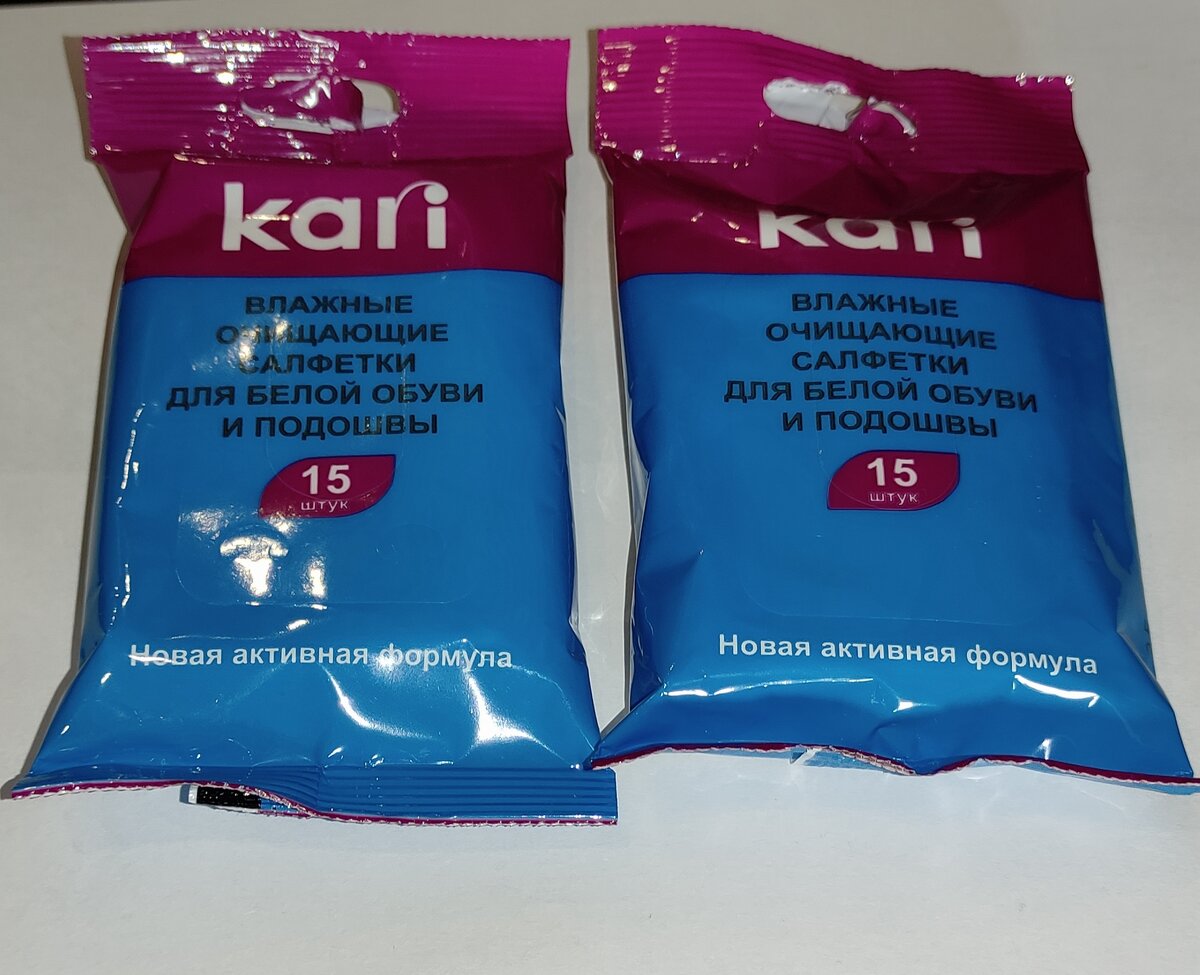 kari
ВЛАЖНЫЕ
ОЧИЩАЮЩИЕ
САЛФЕТКИ
ДЛЯ БЕЛОЙ ОБУВИ
И ПОДОШВЫ
15
штук
Новая активная формула
kari
ВЛАЖНЫЕ
ОЧИЩАЮЩИЕ
САЛФЕТКИ
ДЛЯ БЕЛОЙ ОБУВИ
И ПОДОШВЫ
15
штук
Новая активная формула